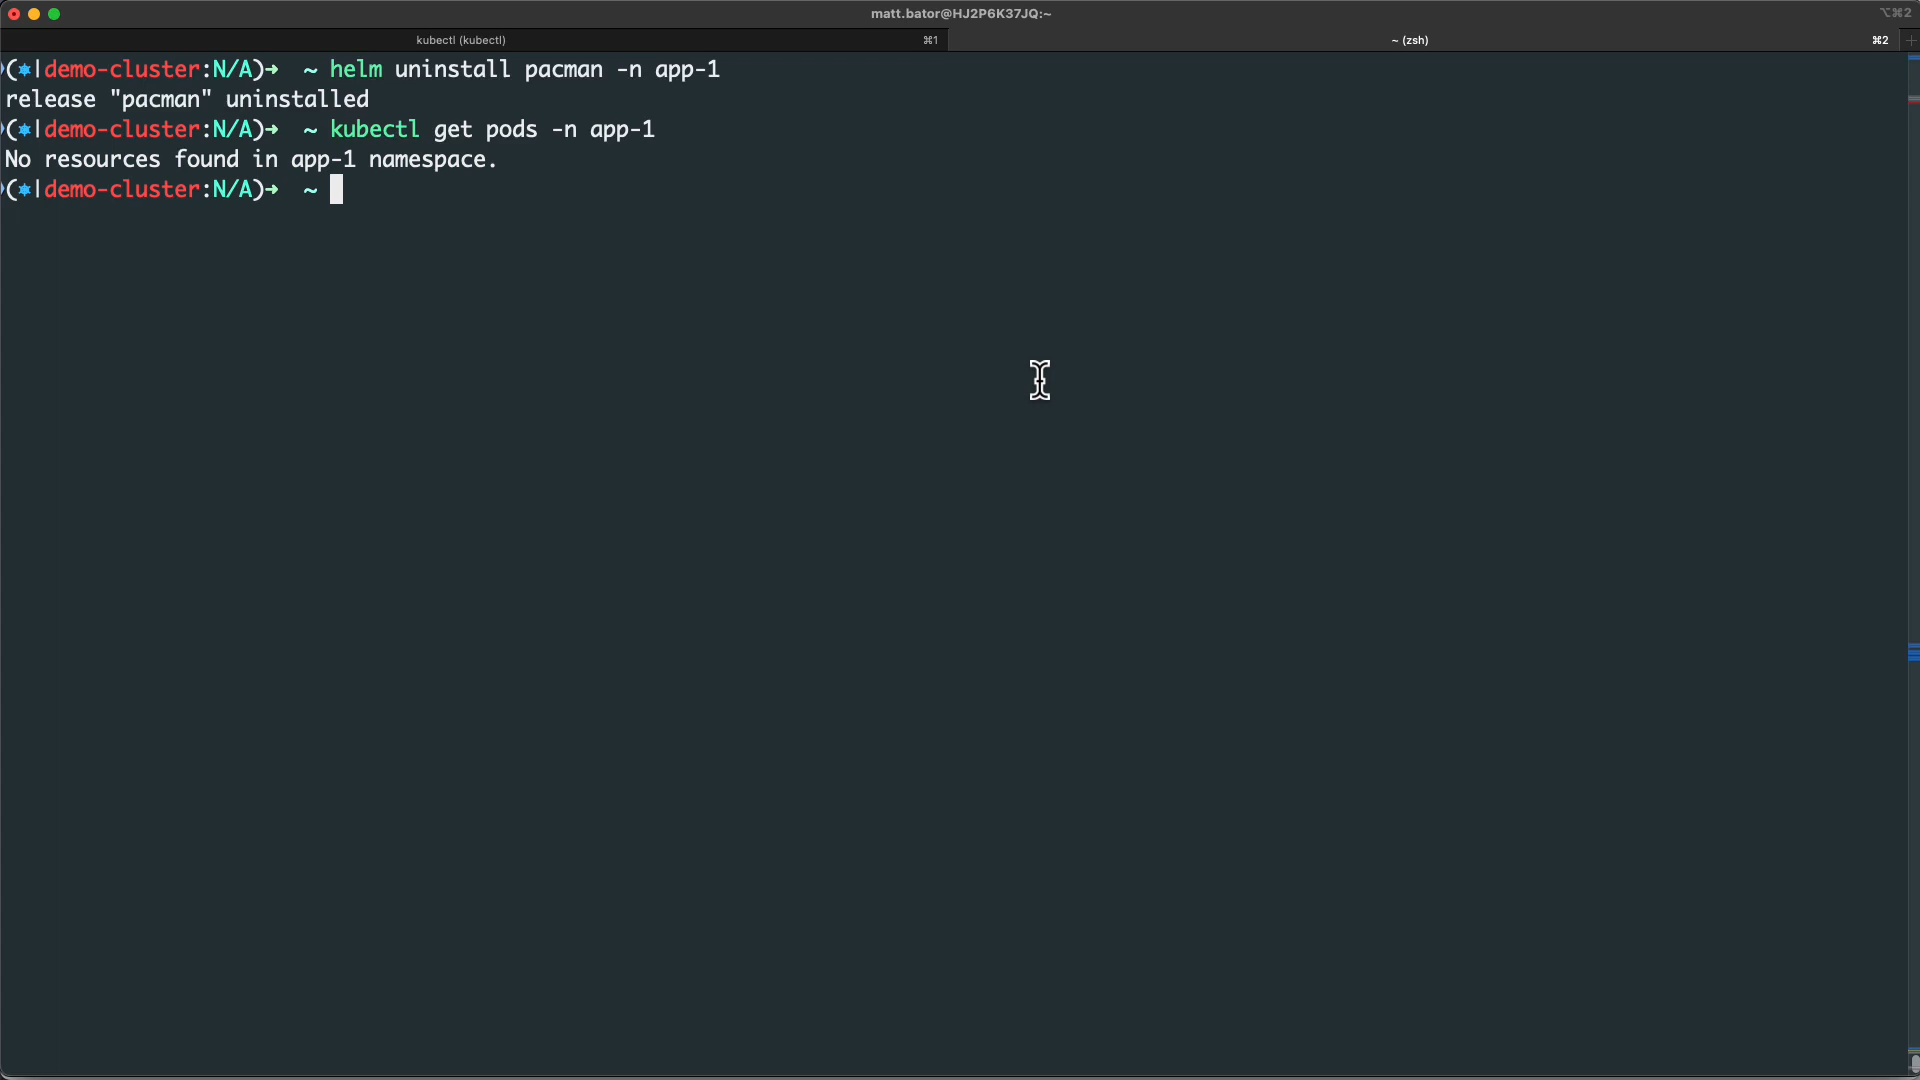 matt.bator@HJ2P6K37JQ:~
⌥⌘2
kubectl (kubectl) ⌘1
~ (zsh) ⌘2
(⎈|demo-cluster:N/A)➜ ~ helm uninstall pacman -n app-1
release "pacman" uninstalled
(⎈|demo-cluster:N/A)➜ ~ kubectl get pods -n app-1
No resources found in app-1 namespace.
(⎈|demo-cluster:N/A)➜ ~